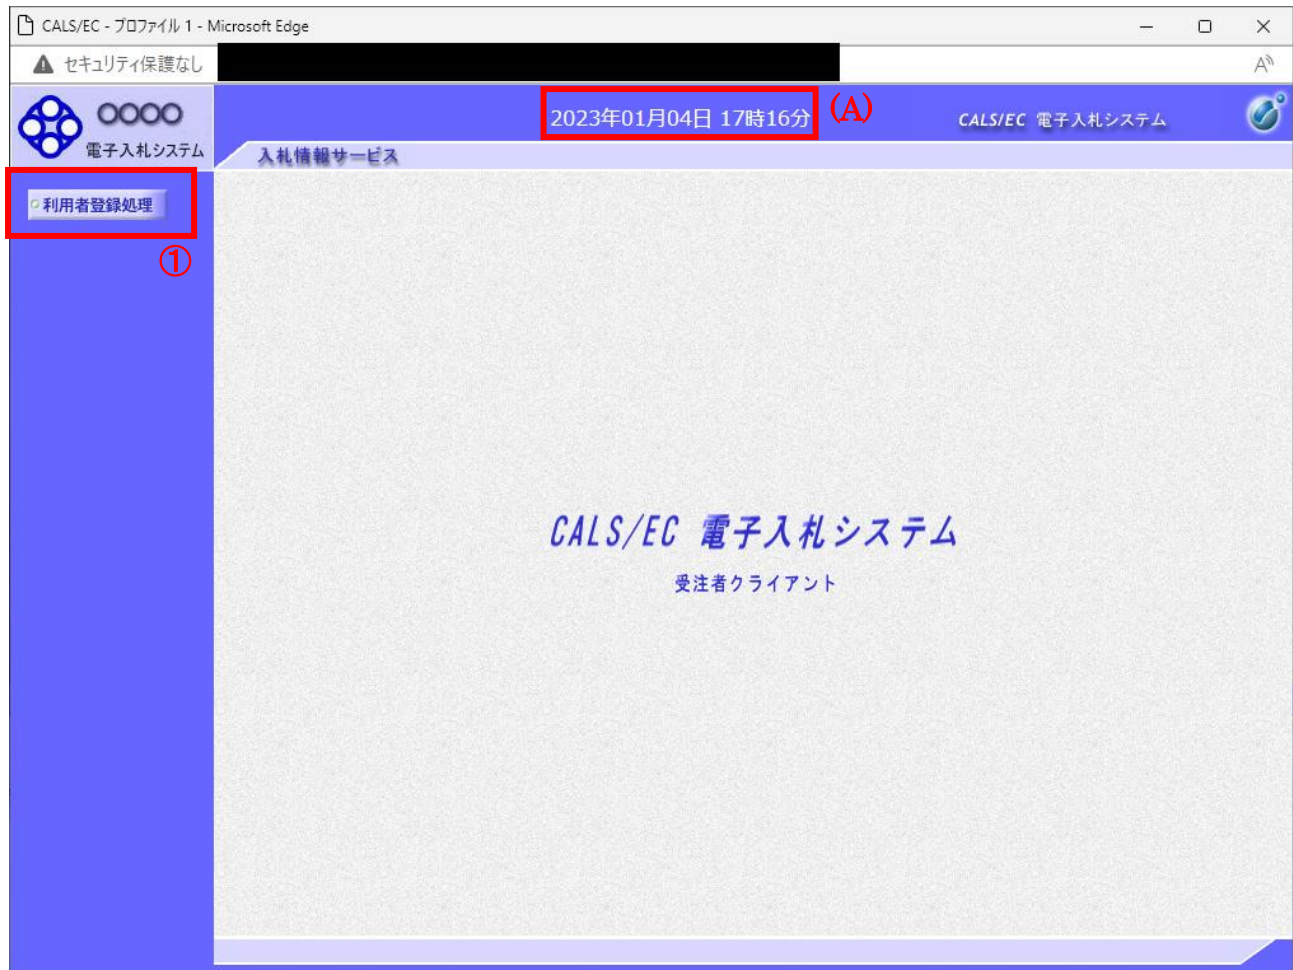 CALS/EC - プロファイル 1 - Microsoft Edge
セキュリティ保護なし
A
OOOO
電子入札システム
2023年01月04日 17時16分
(A)
CALS/EC 電子入札システム
入札情報サービス
利用者登録処理
①
CALS/EC 電子入札システム
受注者クライアント